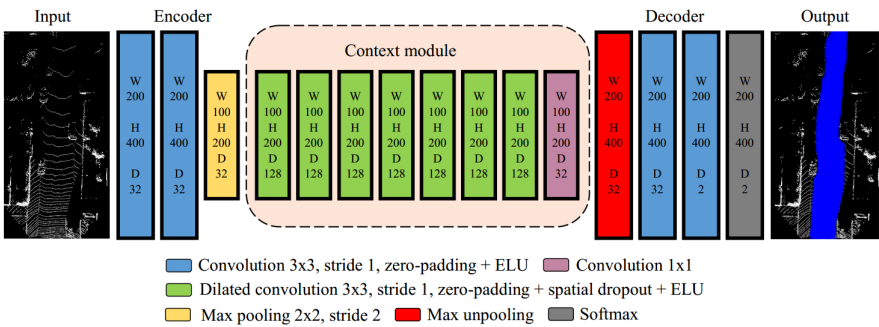 Input
Encoder
Context module
Decoder
Output
W 200 H 400 D 32
W 200 H 400 D 32
W 100 H 200 D 32
W 100 H 200 D 128
W 100 H 200 D 128
W 100 H 200 D 128
W 100 H 200 D 128
W 100 H 200 D 128
W 100 H 200 D 128
W 100 H 200 D 128
W 100 H 200 D 32
W 200 H 400 D 32
W 200 H 400 D 32
W 200 H 400 D 2
W 200 H 400 D 2
Convolution 3x3, stride 1, zero-padding + ELU
Convolution 1x1
Dilated convolution 3x3, stride 1, zero-padding + spatial dropout + ELU
Max pooling 2x2, stride 2
Max unpooling
Softmax